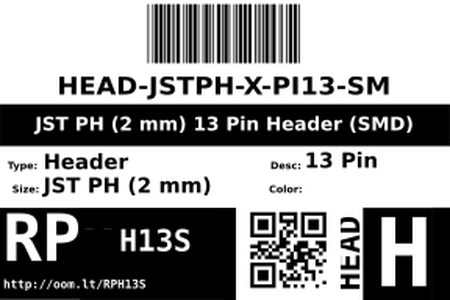 HEAD-JSTPH-X-PI13-SM
JST PH (2 mm) 13 Pin Header (SMD)
Type: Header
Desc: 13 Pin
Size: JST PH (2 mm)
Color:
RP H13S
http://oom.lt/RPH13S
HEAD
H